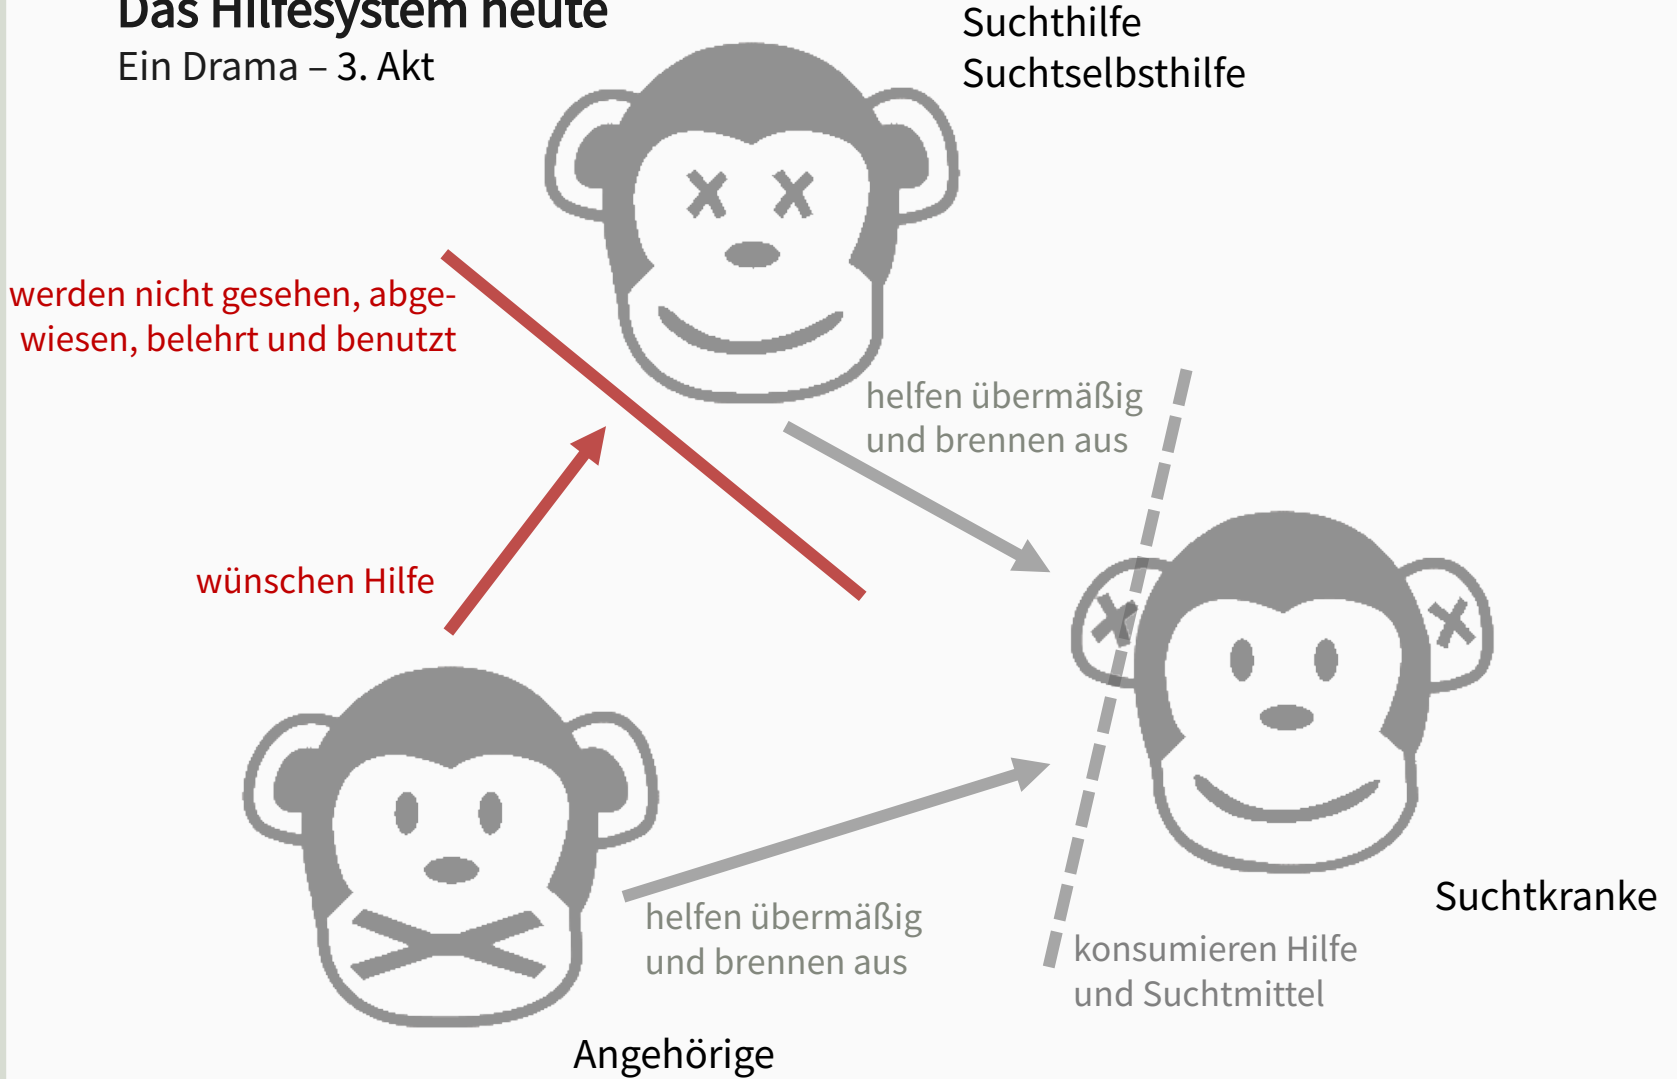 Das Hilfesystem heute
Ein Drama – 3. Akt
Suchthilfe
Suchtselbsthilfe
werden nicht gesehen, abge-
wiesen, belehrt und benutzt
helfen übermäßig
und brennen aus
wünschen Hilfe
Suchtkranke
helfen übermäßig
und brennen aus
konsumieren Hilfe
und Suchtmittel
Angehörige